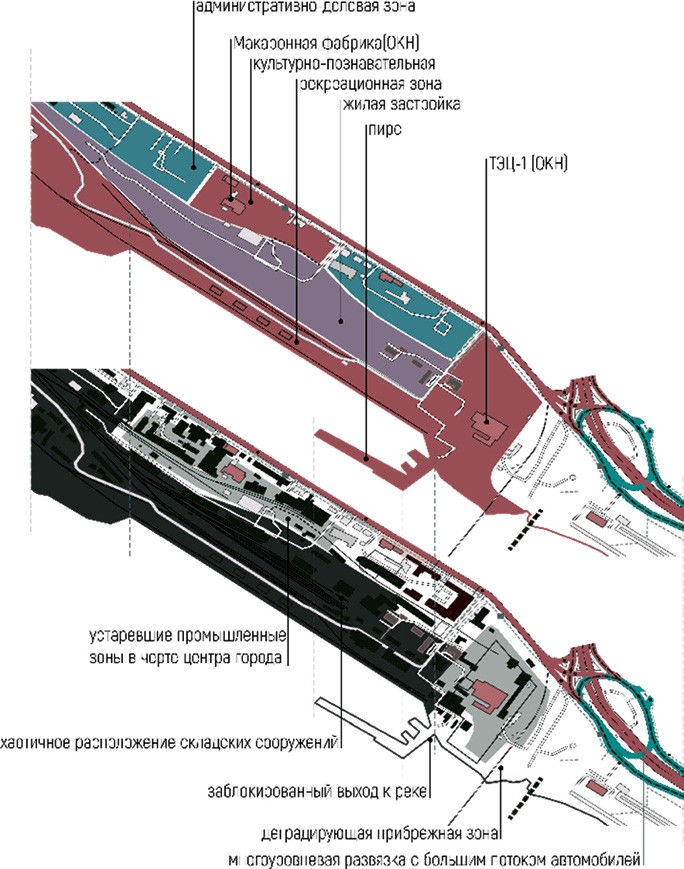 административно-деловая зона
Макаронная фабрика(ОКН)
культурно-познавательная
рекреационная зона
жилая застройка
пирс
ТЭЦ-1 (ОКН)
устаревшие промышленные
зоны в черте центра города
хаотичное расположение складских сооружений
заблокированный выход к реке
деградирующая прибрежная зона
многоуровневая развязка с большим потоком автомобилей